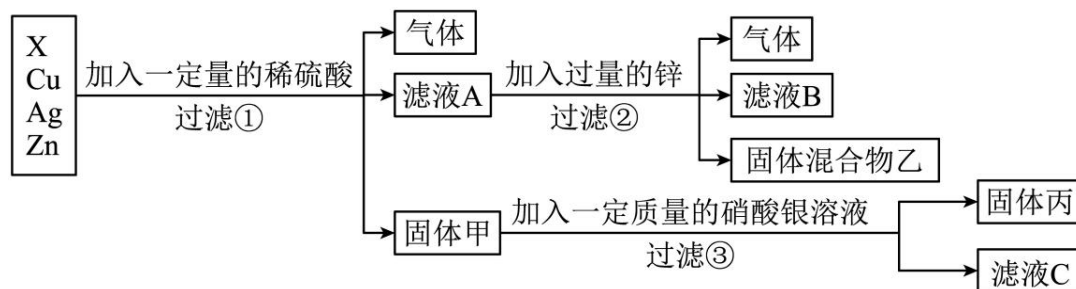 X
Cu
Ag
Zn
加入一定量的稀硫酸
过滤①
气体
滤液A
固体甲
加入过量的锌
过滤②
气体
滤液B
固体混合物乙
加入一定质量的硝酸银溶液
过滤③
固体丙
滤液C